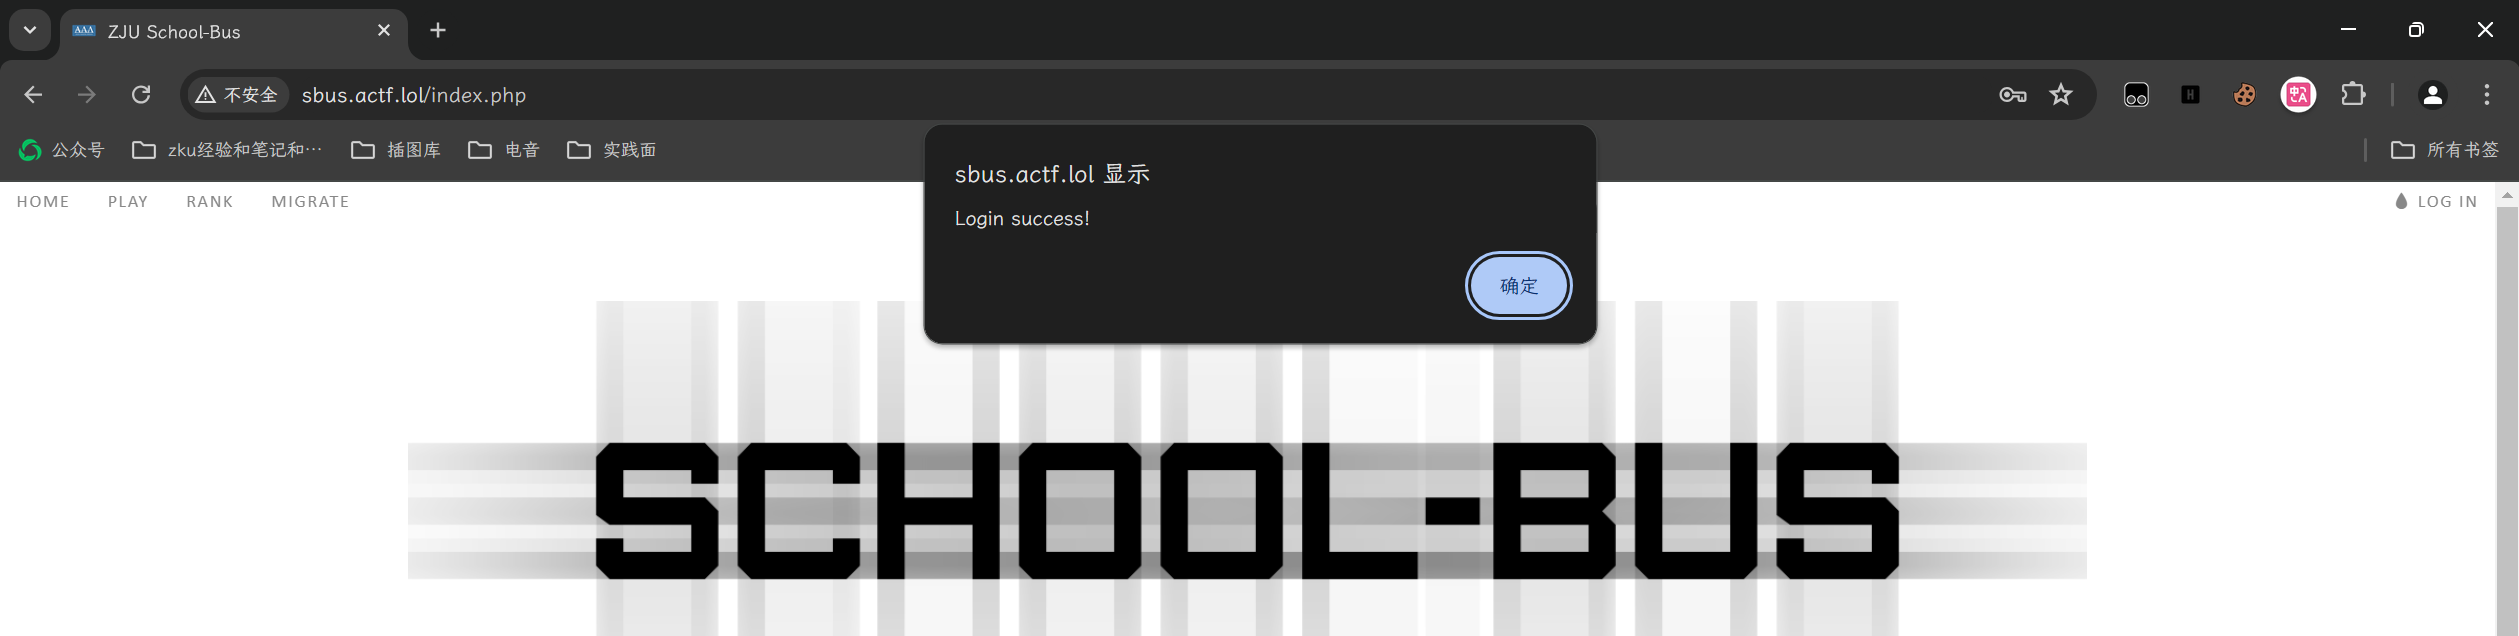 AAA ZJU School-Bus
不安全 sbus.actf.lol/index.php
公众号 zku经验和笔记和… 插图库 电音 实践面 所有书签
sbus.actf.lol 显示
Login success!
确定
HOME PLAY RANK MIGRATE LOG IN
SCHOOL-BUS